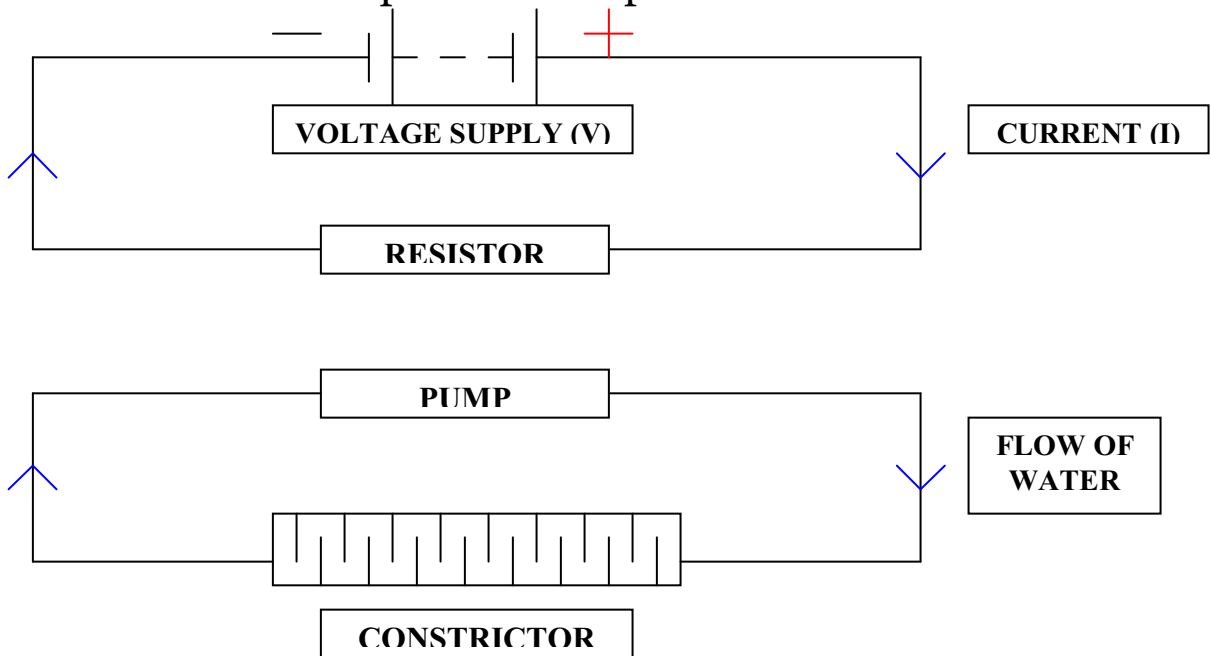 VOLTAGE SUPPLY (V)
CURRENT (I)
RESISTOR
PUMP
FLOW OF
WATER
CONSTRICTOR